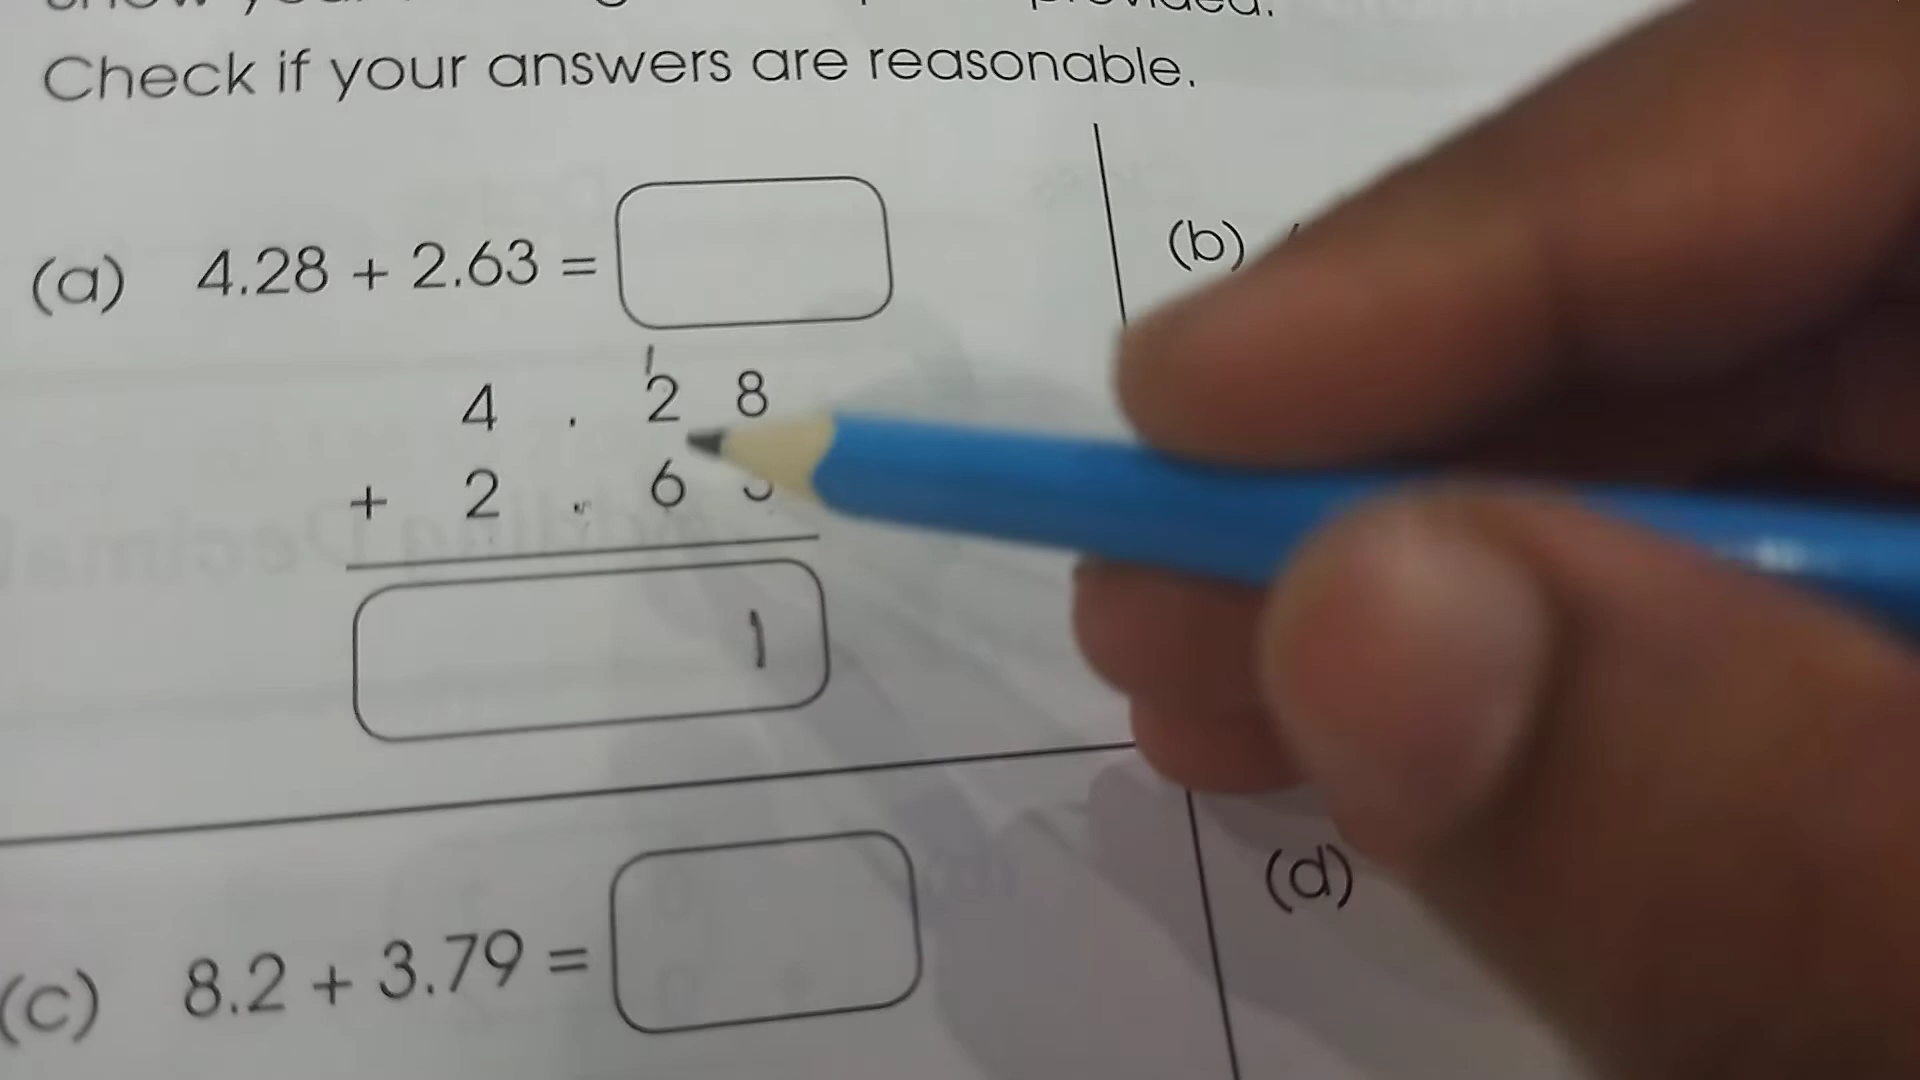 Check if your answers are reasonable.
(a) 4.28 + 2.63 =
1
4 . 2 8
+ 2 . 6
1
(b)
(c) 8.2 + 3.79 =
(d)